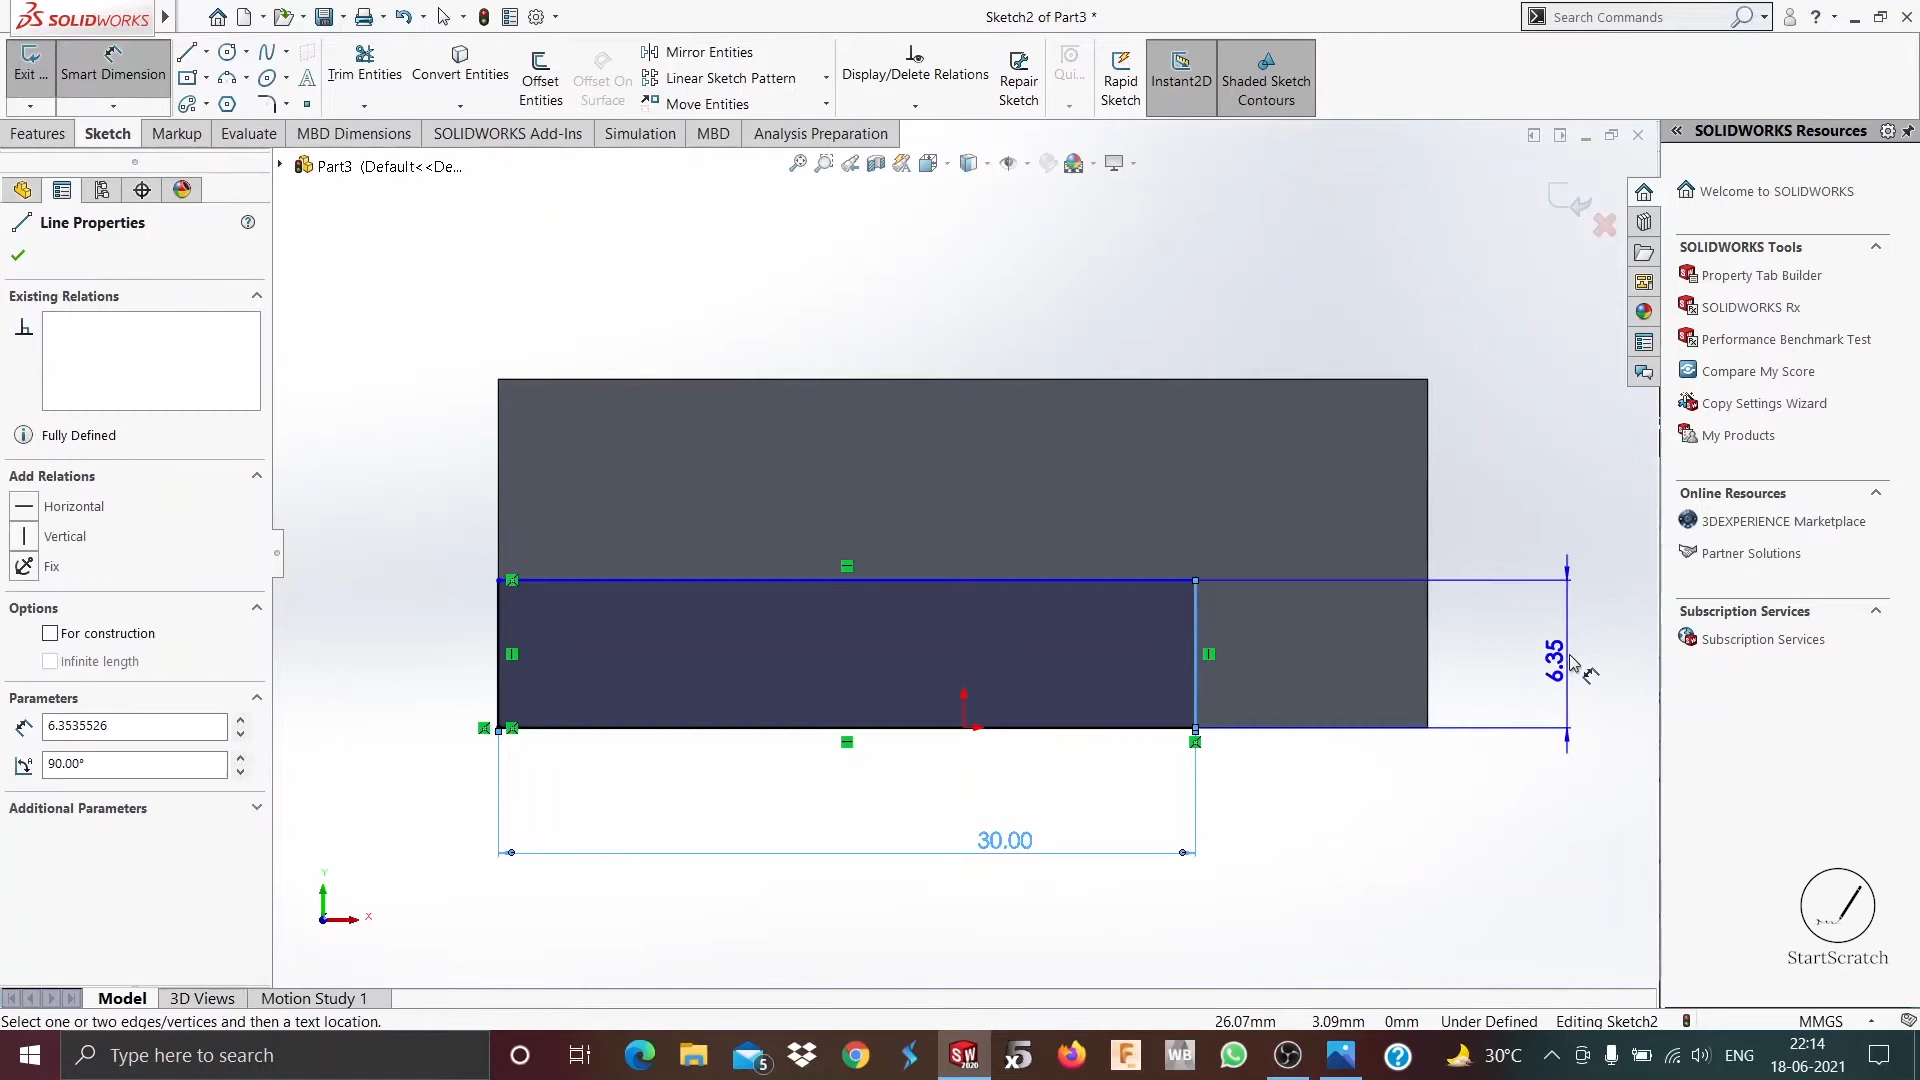 SOLIDWORKS
Sketch2 of Part3 *
Search Commands
Exit ...
Smart Dimension
Trim Entities
Convert Entities
Offset Entities
Offset On Surface
Mirror Entities
Linear Sketch Pattern
Move Entities
Display/Delete Relations
Repair Sketch
Qui...
Rapid Sketch
Instant2D
Shaded Sketch Contours
Features
Sketch
Markup
Evaluate
MBD Dimensions
SOLIDWORKS Add-Ins
Simulation
MBD
Analysis Preparation
SOLIDWORKS Resources
Part3 (Default<<De...
Line Properties
Existing Relations
Fully Defined
Add Relations
Horizontal
Vertical
Fix
Options
For construction
Infinite length
Parameters
6.3535526
90.00°
Additional Parameters
6.35
30.00
Y
X
Welcome to SOLIDWORKS
SOLIDWORKS Tools
Property Tab Builder
SOLIDWORKS Rx
Performance Benchmark Test
Compare My Score
Copy Settings Wizard
My Products
Online Resources
3DEXPERIENCE Marketplace
Partner Solutions
Subscription Services
Subscription Services
StartScratch
Model
3D Views
Motion Study 1
Select one or two edges/vertices and then a text location.
26.07mm
3.09mm
0mm
Under Defined
Editing Sketch2
MMGS
Type here to search
5
SW
2020
x5
F
WB
30°C
ENG
22:14
18-06-2021